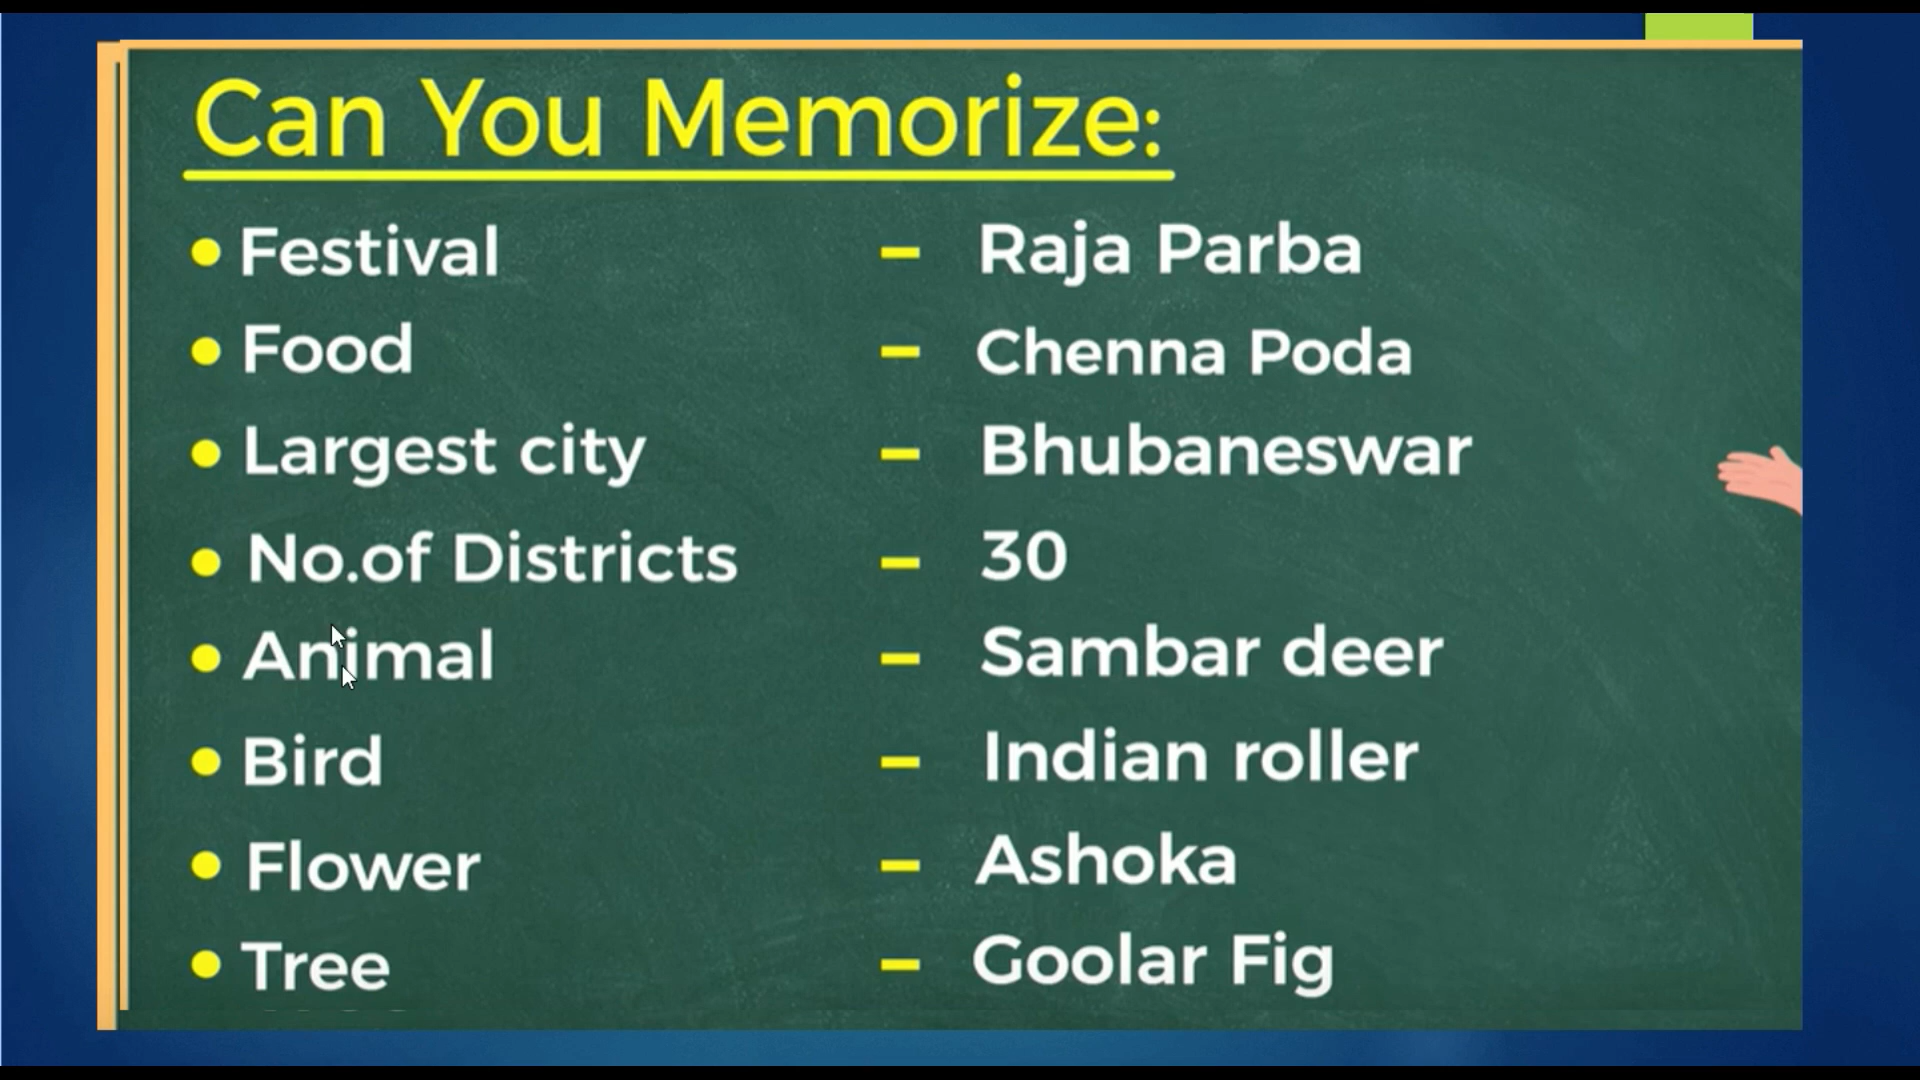 Can You Memorize:
• Festival – Raja Parba
• Food – Chenna Poda
• Largest city – Bhubaneswar
• No.of Districts – 30
• Animal – Sambar deer
• Bird – Indian roller
• Flower – Ashoka
• Tree – Goolar Fig